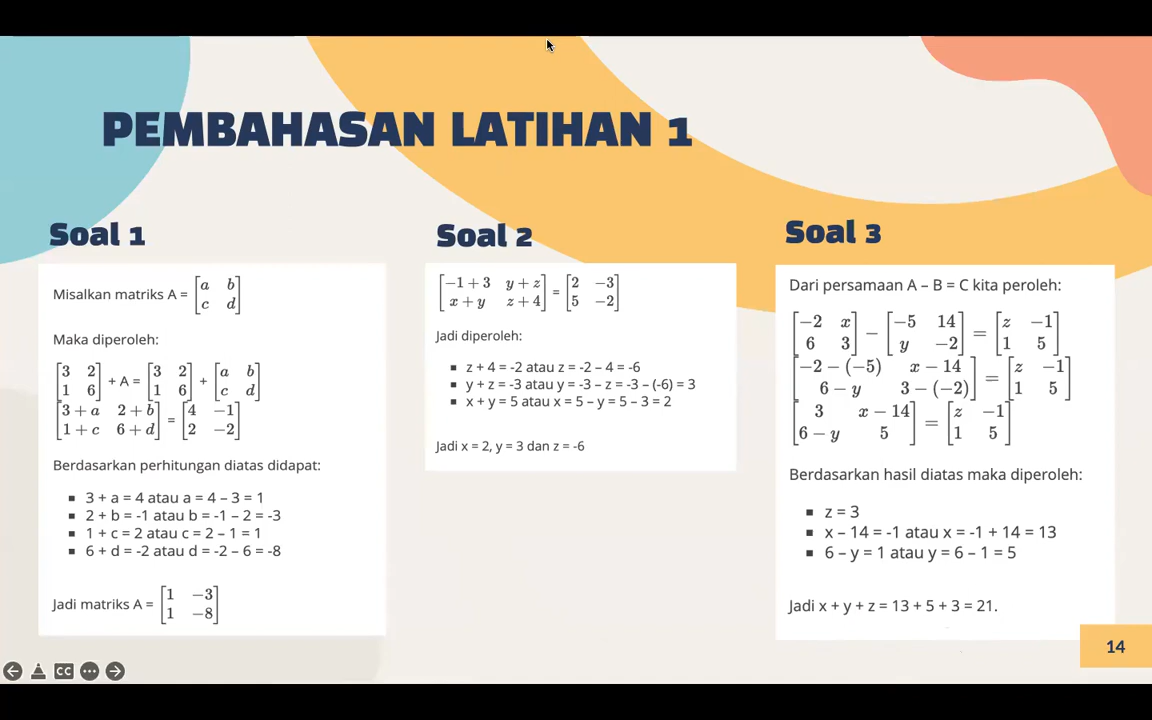 PEMBAHASAN LATIHAN 1
Soal 1
Misalkan matriks A = [a b; c d]
Maka diperoleh:
[3 2; 1 6] + A = [3 2; 1 6] + [a b; c d]
[3 + a 2 + b; 1 + c 6 + d] = [4 −1; 2 −2]
Berdasarkan perhitungan diatas didapat:
▪ 3 + a = 4 atau a = 4 – 3 = 1
▪ 2 + b = -1 atau b = -1 – 2 = -3
▪ 1 + c = 2 atau c = 2 – 1 = 1
▪ 6 + d = -2 atau d = -2 – 6 = -8
Jadi matriks A = [1 −3; 1 −8]
Soal 2
[−1 + 3 y + z; x + y z + 4] = [2 −3; 5 −2]
Jadi diperoleh:
▪ z + 4 = -2 atau z = -2 – 4 = -6
▪ y + z = -3 atau y = -3 – z = -3 – (-6) = 3
▪ x + y = 5 atau x = 5 – y = 5 – 3 = 2
Jadi x = 2, y = 3 dan z = -6
Soal 3
Dari persamaan A – B = C kita peroleh:
[−2 x; 6 3] − [−5 14; y −2] = [z −1; 1 5]
[−2 − (−5) x − 14; 6 − y 3 − (−2)] = [z −1; 1 5]
[3 x − 14; 6 − y 5] = [z −1; 1 5]
Berdasarkan hasil diatas maka diperoleh:
▪ z = 3
▪ x – 14 = -1 atau x = -1 + 14 = 13
▪ 6 – y = 1 atau y = 6 – 1 = 5
Jadi x + y + z = 13 + 5 + 3 = 21.
14
CC